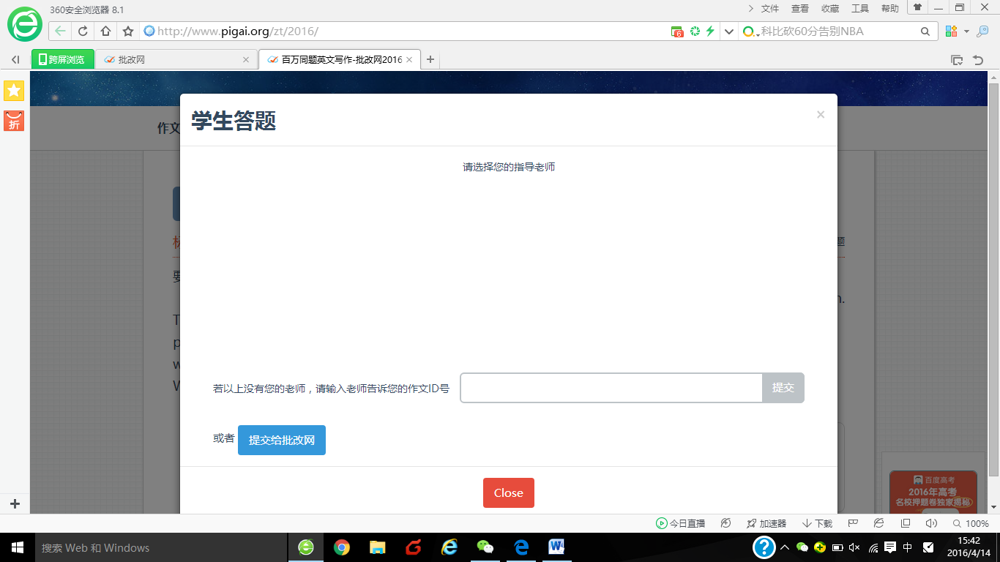 360安全浏览器 8.1
文件 查看 收藏 工具 帮助
http://www.pigai.org/zt/2016/
6
科比砍60分告别NBA
跨屏浏览
批改网
百万同题英文写作-批改网2016
折
学生答题
×
作文
请选择您的指导老师
题
n.
T
p
w
W
若以上没有您的老师，请输入老师告诉您的作文ID号
提交
或者
提交给批改网
Close
百度高考
2016年高考
名校押题卷独家揭秘
今日直播
加速器
下载
100%
搜索 Web 和 Windows
中
15:42
2016/4/14